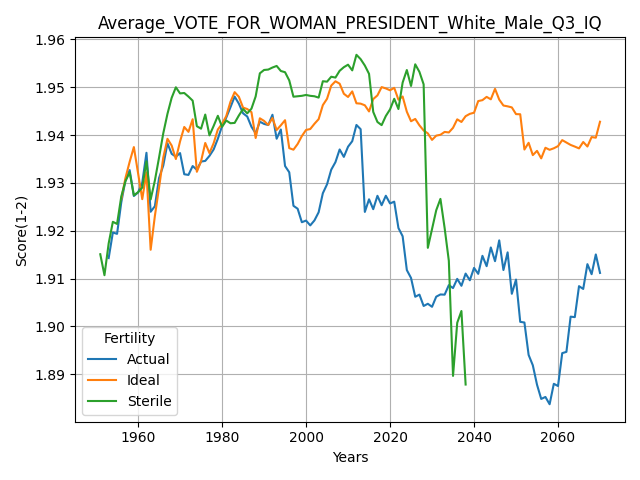 Average_VOTE_FOR_WOMAN_PRESIDENT_White_Male_Q3_IQ
1.96
1.95
1.94
1.93
1.92
1.91
1.90
1.89
Score(1-2)
Fertility
Actual
Ideal
Sterile
1960 1980 2000 2020 2040 2060
Years